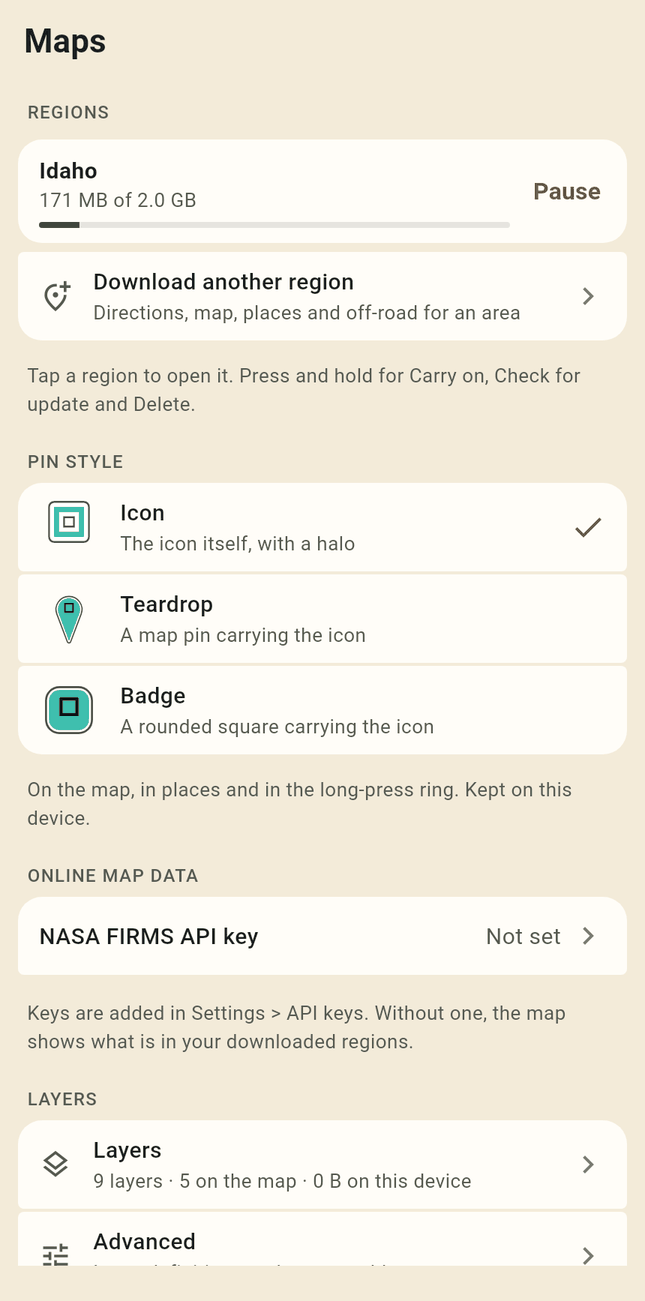 Maps
REGIONS
Idaho
171 MB of 2.0 GB
Pause
Download another region
Directions, map, places and off-road for an area
Tap a region to open it. Press and hold for Carry on, Check for
update and Delete.
PIN STYLE
Icon
The icon itself, with a halo
Teardrop
A map pin carrying the icon
Badge
A rounded square carrying the icon
On the map, in places and in the long-press ring. Kept on this
device.
ONLINE MAP DATA
NASA FIRMS API key
Not set
Keys are added in Settings > API keys. Without one, the map
shows what is in your downloaded regions.
LAYERS
Layers
9 layers · 5 on the map · 0 B on this device
Advanced